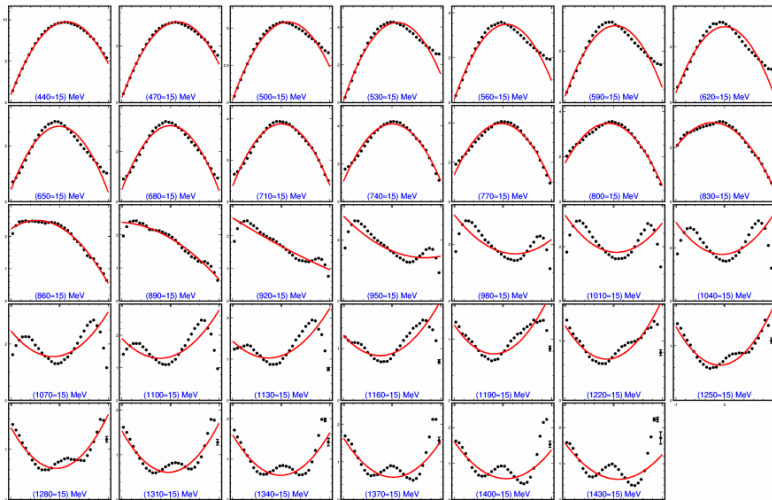 (440±15) MeV
(470±15) MeV
(500±15) MeV
(530±15) MeV
(560±15) MeV
(590±15) MeV
(620±15) MeV
(650±15) MeV
(680±15) MeV
(710±15) MeV
(740±15) MeV
(770±15) MeV
(800±15) MeV
(830±15) MeV
(860±15) MeV
(890±15) MeV
(920±15) MeV
(950±15) MeV
(980±15) MeV
(1010±15) MeV
(1040±15) MeV
(1070±15) MeV
(1100±15) MeV
(1130±15) MeV
(1160±15) MeV
(1190±15) MeV
(1220±15) MeV
(1250±15) MeV
(1280±15) MeV
(1310±15) MeV
(1340±15) MeV
(1370±15) MeV
(1400±15) MeV
(1430±15) MeV